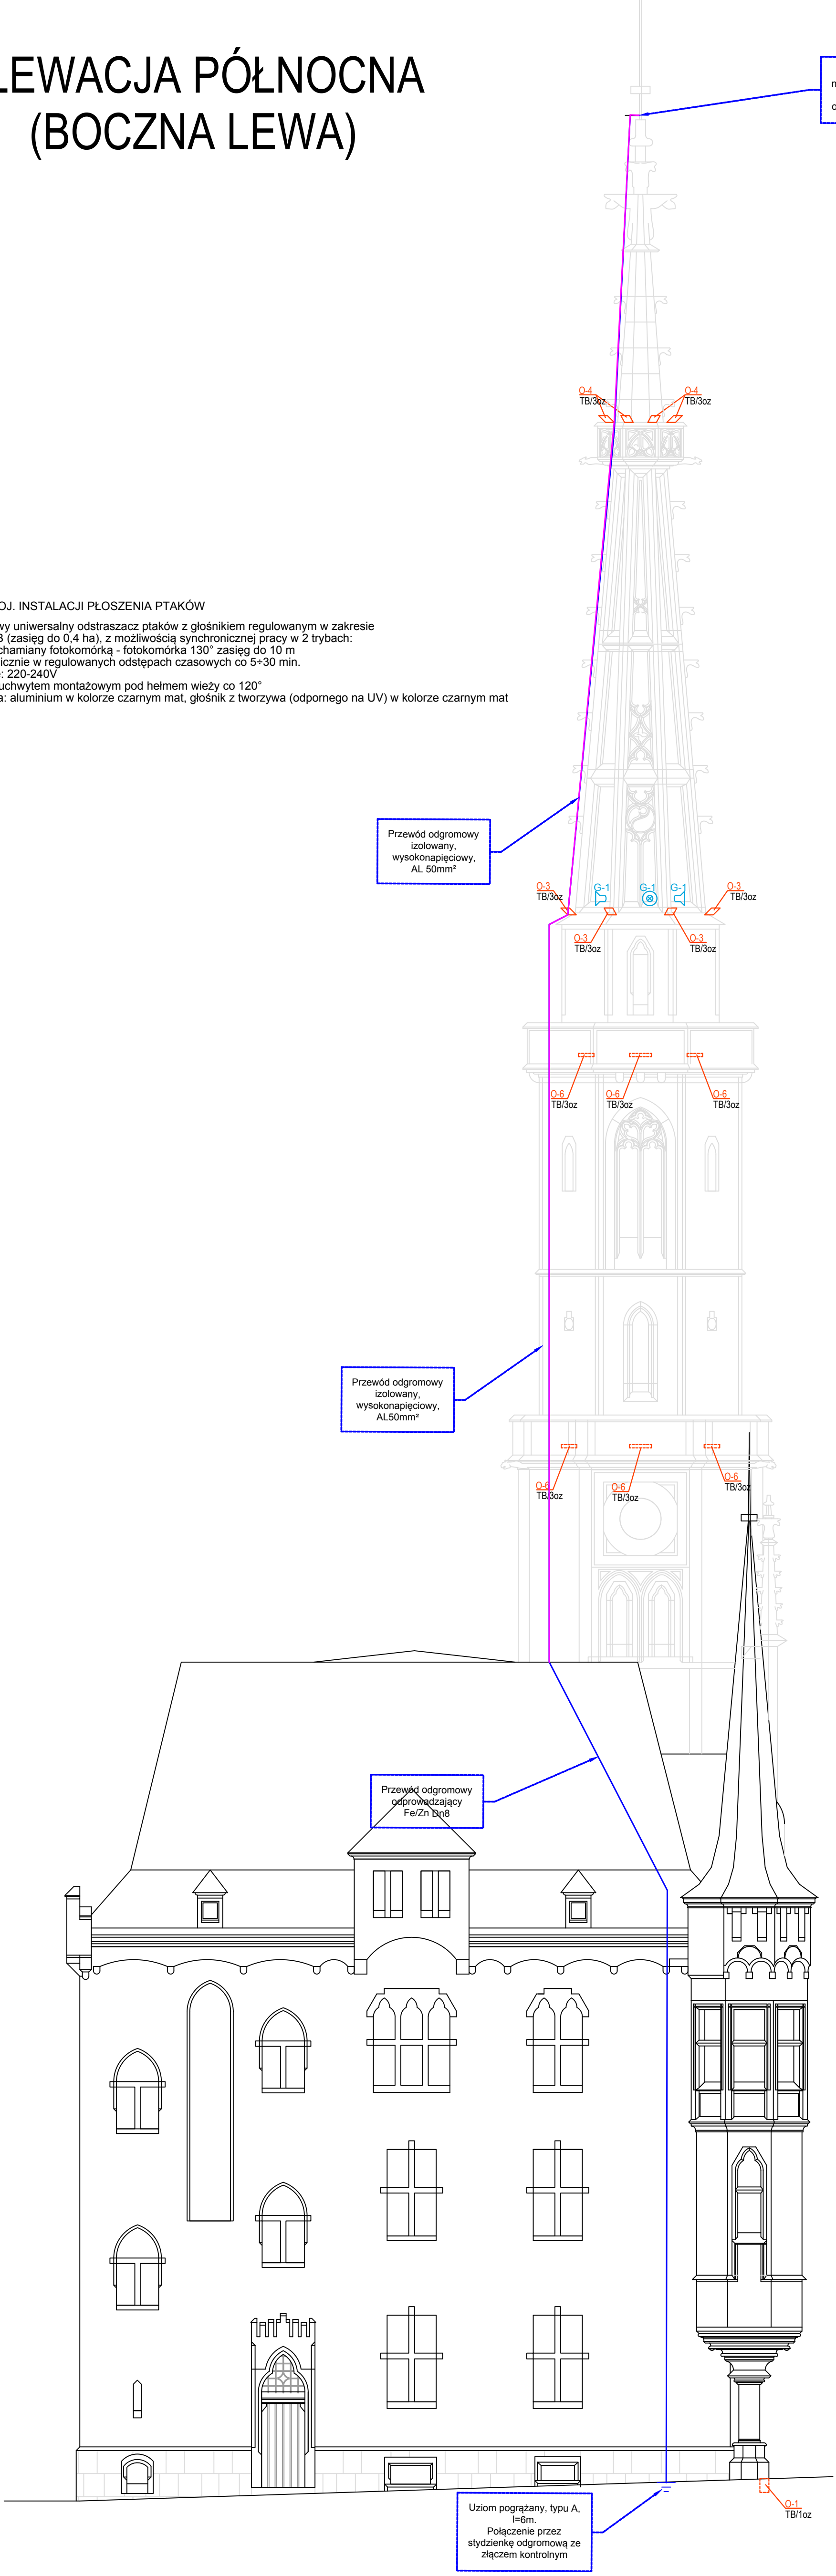 LEWACJA PÓŁNOCNA
(BOCZNA LEWA)
n
o
O-4
TB/3oz
O-4
TB/3oz
OJ. INSTALACJI PŁOSZENIA PTAKÓW
wy uniwersalny odstraszacz ptaków z głośnikiem regulowanym w zakresie
B (zasięg do 0,4 ha), z możliwością synchronicznej pracy w 2 trybach:
chamiany fotokomórką - fotokomórka 130° zasięg do 10 m
icznie w regulowanych odstępach czasowych co 5÷30 min.
e: 220-240V
uchwytem montażowym pod hełmem wieży co 120°
a: aluminium w kolorze czarnym mat, głośnik z tworzywa (odpornego na UV) w kolorze czarnym mat
Przewód odgromowy
izolowany,
wysokonapięciowy,
AL 50mm²
O-3
TB/3oz
G-1
G-1
G-1
O-3
TB/3oz
O-3
TB/3oz
O-3
TB/3oz
O-6
TB/3oz
O-6
TB/3oz
O-6
TB/3oz
Przewód odgromowy
izolowany,
wysokonapięciowy,
AL50mm²
O-6
TB/3oz
O-6
TB/3oz
O-6
TB/3oz
Przewód odgromowy
odprowadzający
Fe/Zn Dn8
Uziom pogrążany, typu A,
l=6m.
Połączenie przez
stydzienkę odgromową ze
złączem kontrolnym
O-1
TB/1oz